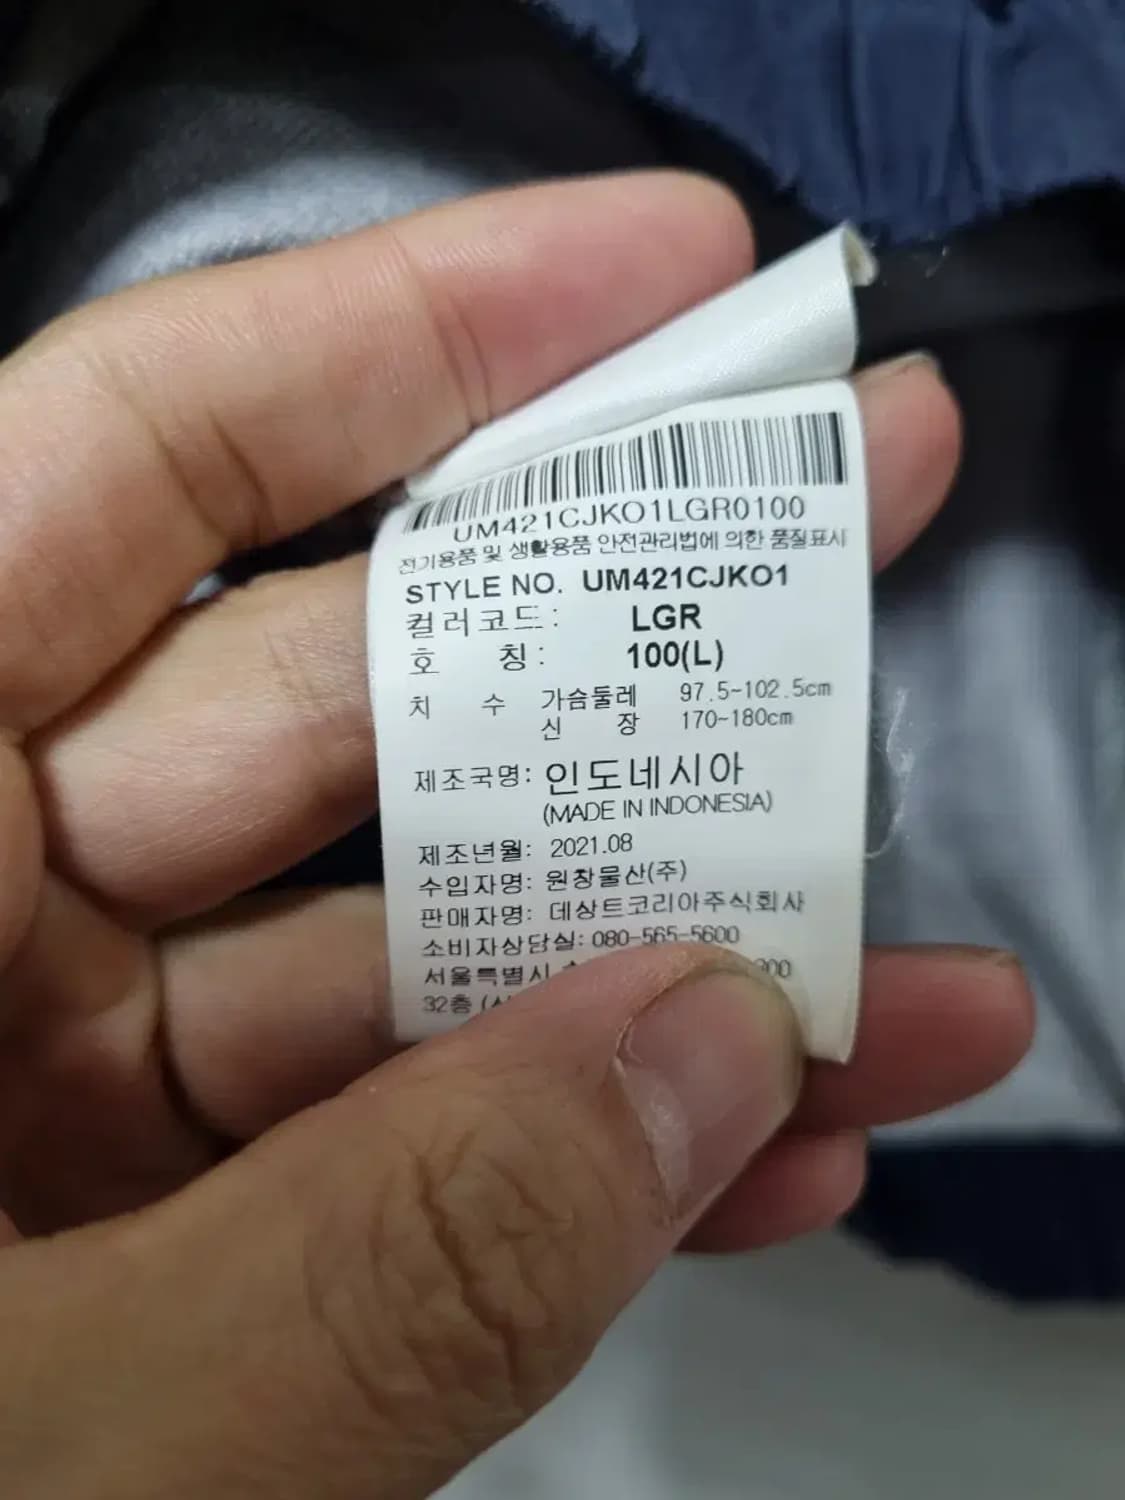 UM421CJKO1LGR0100
전기용품 및 생활용품 안전관리법에 의한 품질표시
STYLE NO. UM421CJKO1
컬러코드: LGR
호 칭: 100(L)
치 수 가슴둘레 97.5~102.5cm
신 장 170~180cm
제조국명: 인도네시아
(MADE IN INDONESIA)
제조년월: 2021.08
수입자명: 원창물산(주)
판매자명: 데상트코리아주식회사
소비자상담실: 080-565-5600
서울특별시 300
32층